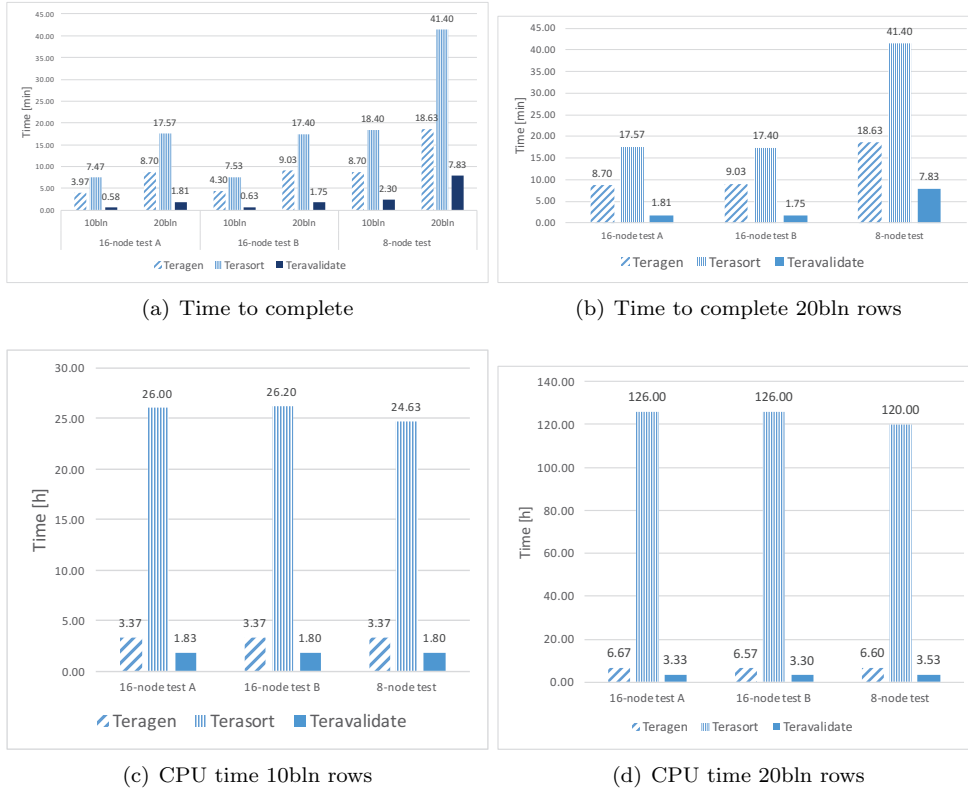 45.00
41.40
40.00
35.00
30.00
25.00
20.00
15.00
10.00
5.00
0.00
Time [min]
3.97 7.47 0.58 8.70 17.57 1.81 4.30 7.53 0.63 9.03 17.40 1.75 8.70 18.40 2.30 18.63 7.83
10bln 20bln 10bln 20bln 10bln 20bln
16-node test A 16-node test B 8-node test
Teragen Terasort Teravalidate
(a) Time to complete
45.00
41.40
40.00
35.00
30.00
25.00
20.00
15.00
10.00
5.00
0.00
Time [min]
8.70 17.57 1.81 9.03 17.40 1.75 18.63 7.83
16-node test A 16-node test B 8-node test
Teragen Terasort Teravalidate
(b) Time to complete 20bln rows
30.00
25.00
20.00
15.00
10.00
5.00
0.00
Time [h]
3.37 26.00 1.83 3.37 26.20 1.80 3.37 24.63 1.80
16-node test A 16-node test B 8-node test
Teragen Terasort Teravalidate
(c) CPU time 10bln rows
140.00
120.00
100.00
80.00
60.00
40.00
20.00
0.00
Time [h]
6.67 126.00 3.33 6.57 126.00 3.30 6.60 120.00 3.53
16-node test A 16-node test B 8-node test
Teragen Terasort Teravalidate
(d) CPU time 20bln rows